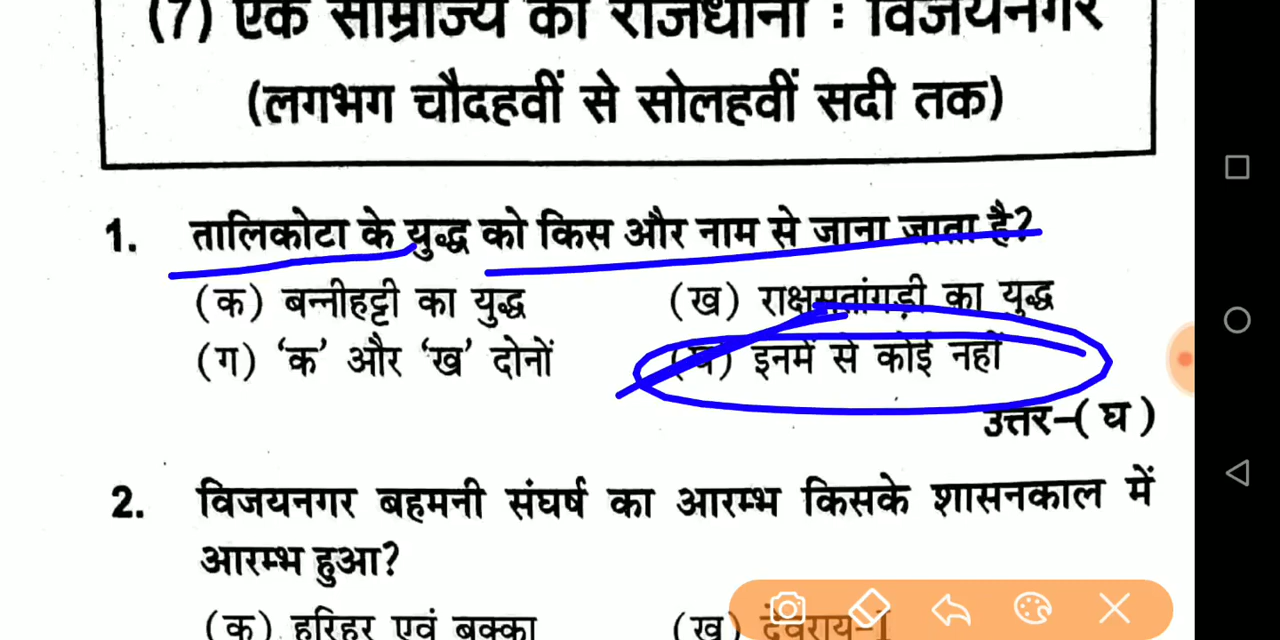 (7) एक साम्राज्य की राजधानी : विजयनगर
(लगभग चौदहवीं से सोलहवीं सदी तक)
1. तालिकोटा के युद्ध को किस और नाम से जाना जाता है?
(क) बन्नीहट्टी का युद्ध (ख) राक्षसतांगड़ी का युद्ध
(ग) 'क' और 'ख' दोनों (घ) इनमें से कोई नहीं
उत्तर-(घ)
2. विजयनगर बहमनी संघर्ष का आरम्भ किसके शासनकाल में
आरम्भ हुआ?
(क) हरिहर एवं बुक्का (ख) देवराय-I